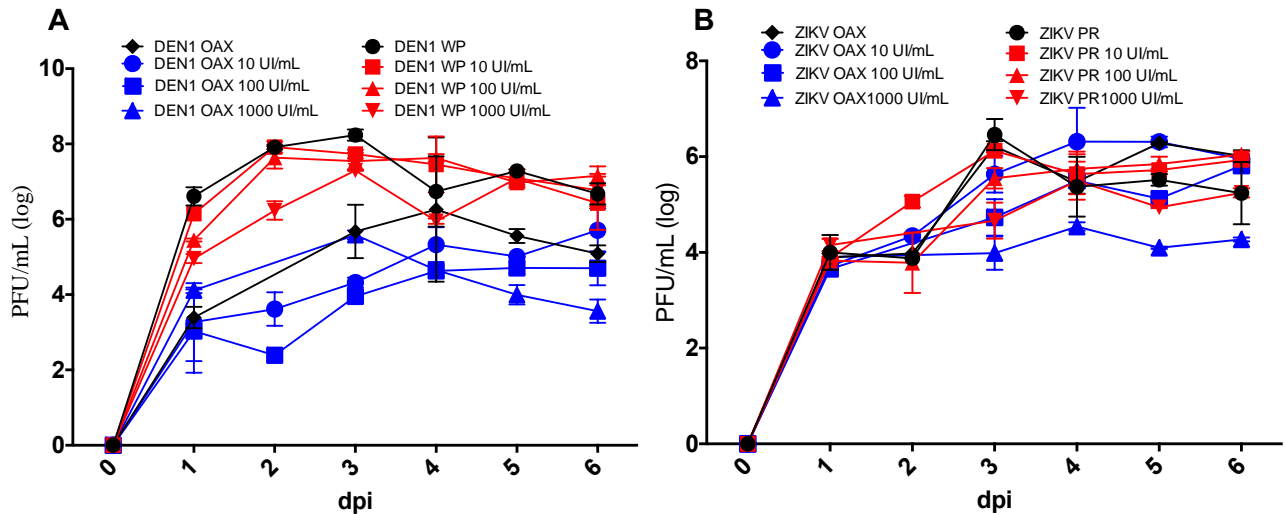 A
DEN1 OAX
DEN1 OAX 10 UI/mL
DEN1 OAX 100 UI/mL
DEN1 OAX 1000 UI/mL
DEN1 WP
DEN1 WP 10 UI/mL
DEN1 WP 100 UI/mL
DEN1 WP 1000 UI/mL
PFU/mL (log)
10
8
6
4
2
0
0 1 2 3 4 5 6
dpi
B
ZIKV OAX
ZIKV OAX 10 UI/mL
ZIKV OAX 100 UI/mL
ZIKV OAX1000 UI/mL
ZIKV PR
ZIKV PR 10 UI/mL
ZIKV PR 100 UI/mL
ZIKV PR1000 UI/mL
PFU/mL (log)
8
6
4
2
0
0 1 2 3 4 5 6
dpi